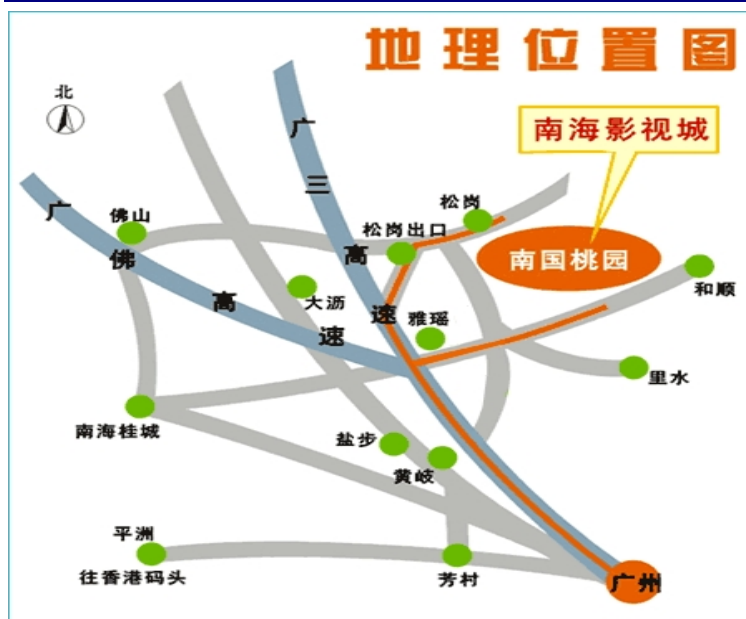 地理位置图
北
南海影视城
广三高速
广佛高速
佛山
松岗
松岗出口
南国桃园
和顺
大沥
雅瑶
里水
南海桂城
盐步
黄岐
平洲
往香港码头
芳村
广州